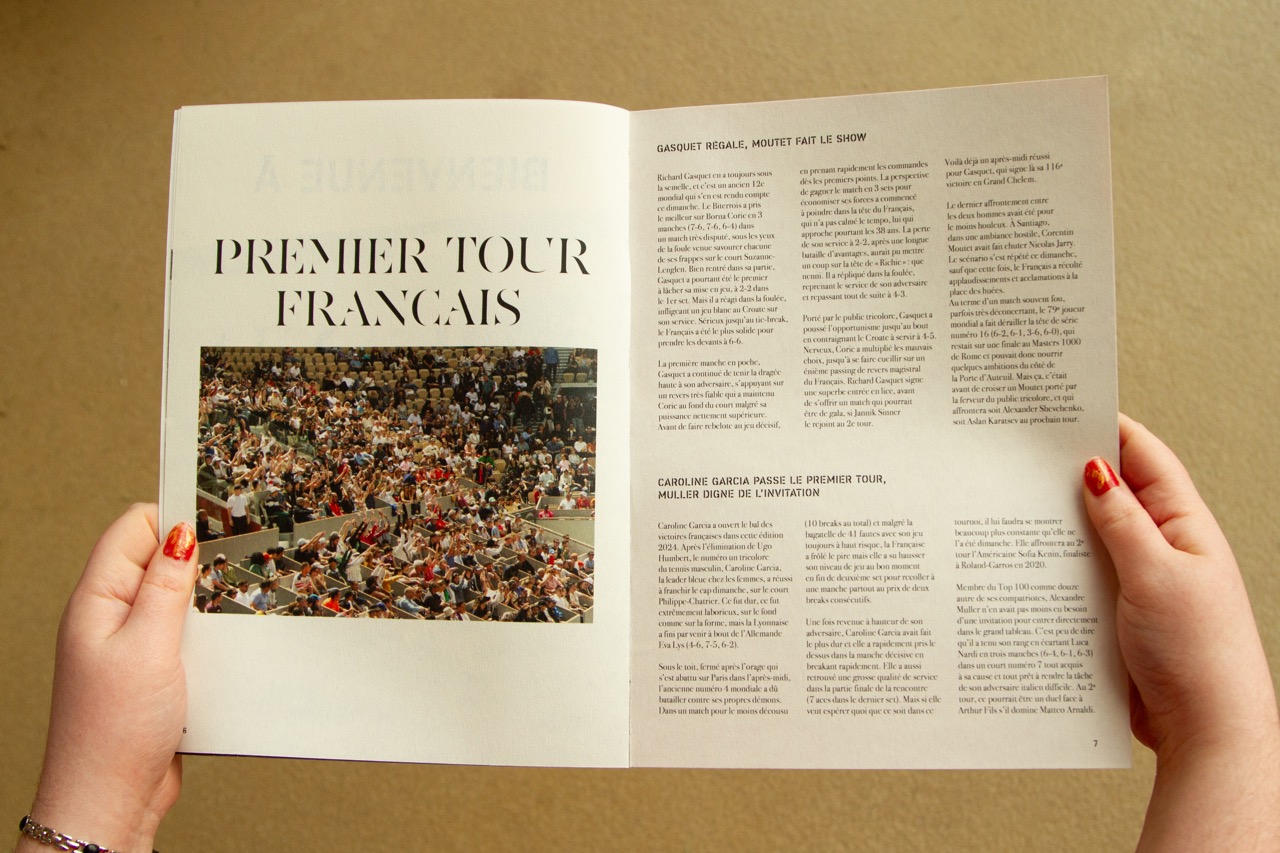 BIENVENUE À
PREMIER TOUR
FRANCAIS
6
GASQUET RÉGALE, MOUTET FAIT LE SHOW
Richard Gasquet en a toujours sous
la semelle, et c'est un ancien 12e
mondial qui s'en est rendu compte
ce dimanche. Le Biterrois a pris
le meilleur sur Borna Coric en 3
manches (7-6, 7-6, 6-4) dans
un match très disputé, sous les yeux
de la foule venue savourer chacune
de ses frappes sur le court Suzanne-
Lenglen. Bien rentré dans sa partie,
Gasquet a pourtant été le premier
à lâcher sa mise en jeu, à 2-2 dans
le 1er set. Mais il a réagi dans la foulée,
infligeant un jeu blanc au Croate sur
son service. Sérieux jusqu'au tie-break,
le Français a été le plus solide pour
prendre les devants à 6-6.
La première manche en poche,
Gasquet a continué de tenir la dragée
haute à son adversaire, s'appuyant sur
un revers très fiable qui a maintenu
Coric au fond du court malgré sa
puissance nettement supérieure.
Avant de faire rebelote au jeu décisif,
en prenant rapidement les commandes
dès les premiers points. La perspective
de gagner le match en 3 sets pour
économiser ses forces a commencé
à poindre dans la tête du Français,
qui n'a pas calmé le tempo, lui qui
approche pourtant les 38 ans. La perte
de son service à 2-2, après une longue
bataille d'avantages, aurait pu mettre
un coup sur la tête de « Richie » : que
nenni. Il a répliqué dans la foulée,
reprenant le service de son adversaire
et repassant tout de suite à 4-3.
Porté par le public tricolore, Gasquet a
poussé l'opportunisme jusqu'au bout
en contraignant le Croate à servir à 4-5.
Nerveux, Coric a multiplié les mauvais
choix, jusqu'à se faire cueillir sur un
énième passing de revers magistral
du Français. Richard Gasquet signe
une superbe entrée en lice, avant
de s'offrir un match qui pourrait
être de gala, si Jannik Sinner
le rejoint au 2e tour.
Voilà déjà un après-midi réussi
pour Gasquet, qui signe là sa 116ᵉ
victoire en Grand Chelem.
Le dernier affrontement entre
les deux hommes avait été pour
le moins houleux. À Santiago,
dans une ambiance hostile, Corentin
Moutet avait fait chuter Nicolas Jarry.
Le scénario s'est répété ce dimanche,
sauf que cette fois, le Français a récolté
applaudissements et acclamations à la
place des huées.
Au terme d'un match souvent fou,
parfois très déconcertant, le 79ᵉ joueur
mondial a fait dérailler la tête de série
numéro 16 (6-2, 6-1, 3-6, 6-0), qui
restait sur une finale au Masters 1000
de Rome et pouvait donc nourrir
quelques ambitions du côté de
la Porte d'Auteuil. Mais ça, c'était
avant de croiser un Moutet porté par
la ferveur du public tricolore, et qui
affrontera soit Alexander Shevchenko,
soit Aslan Karatsev au prochain tour.
CAROLINE GARCIA PASSE LE PREMIER TOUR,
MULLER DIGNE DE L'INVITATION
Caroline Garcia a ouvert le bal des
victoires françaises dans cette édition
2024. Après l'élimination de Ugo
Humbert, le numéro un tricolore
du tennis masculin, Caroline Garcia,
la leader bleue chez les femmes, a réussi
à franchir le cap dimanche, sur le court
Philippe-Chatrier. Ce fut dur, ce fut
extrêmement laborieux, sur le fond
comme sur la forme, mais la Lyonnaise
a fini par venir à bout de l'Allemande
Eva Lys (4-6, 7-5, 6-2).
Sous le toit, fermé après l'orage qui
s'est abattu sur Paris dans l'après-midi,
l'ancienne numéro 4 mondiale a dû
batailler contre ses propres démons.
Dans un match pour le moins décousu
(10 breaks au total) et malgré la
bagatelle de 41 fautes avec son jeu
toujours à haut risque, la Française
a frôlé le pire mais elle a su hausser
son niveau de jeu au bon moment
en fin de deuxième set pour recoller à
une manche partout au prix de deux
breaks consécutifs.
Une fois revenue à hauteur de son
adversaire, Caroline Garcia avait fait
le plus dur et elle a rapidement pris le
dessus dans la manche décisive en
breakant rapidement. Elle a aussi
retrouvé une grosse qualité de service
dans la partie finale de la rencontre
(7 aces dans le dernier set). Mais si elle
veut espérer quoi que ce soit dans ce
tournoi, il lui faudra se montrer
beaucoup plus constante qu'elle ne
l'a été dimanche. Elle affrontera au 2ᵉ
tour l'Américaine Sofia Kenin, finaliste
à Roland-Garros en 2020.
Membre du Top 100 comme douze
autre de ses compatriotes, Alexandre
Muller n'en avait pas moins eu besoin
d'une invitation pour entrer directement
dans le grand tableau. C'est peu de dire
qu'il a tenu son rang en écartant Luca
Nardi en trois manches (6-4, 6-1, 6-3)
dans un court numéro 7 tout acquis
à sa cause et tout prêt à rendre la tâche
de son adversaire italien difficile. Au 2ᵉ
tour, ce pourrait être un duel face à
Arthur Fils s'il domine Matteo Arnaldi.
7